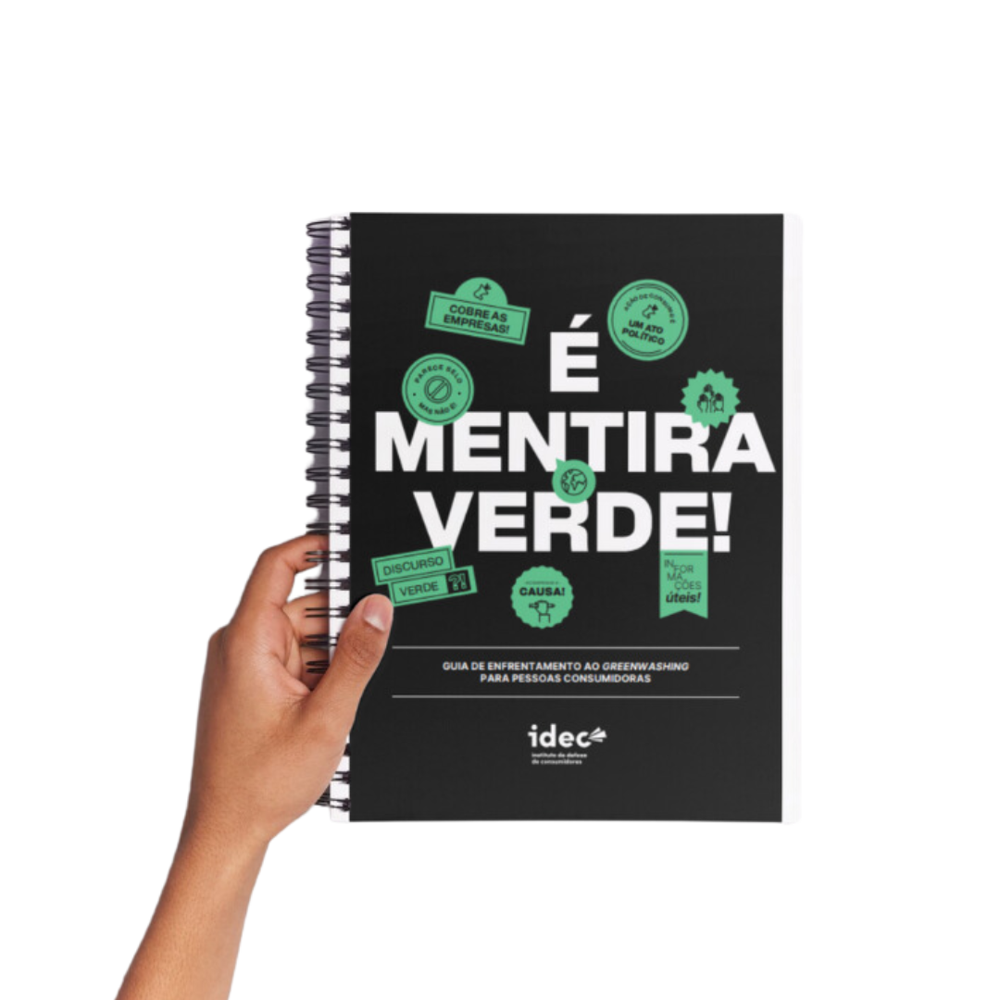 COBRE AS
EMPRESAS!
AÇÃO DE CONSUMO É
UM ATO
POLÍTICO
É
PARECE SELO
MAS NÃO É!
MENTIRA
VERDE!
DISCURSO
VERDE ?!
CAUSA!
IN
FOR
MA
ÇÕES
úteis!
GUIA DE ENFRENTAMENTO AO GREENWASHING
PARA PESSOAS CONSUMIDORAS
idec
instituto de defesa
de consumidores